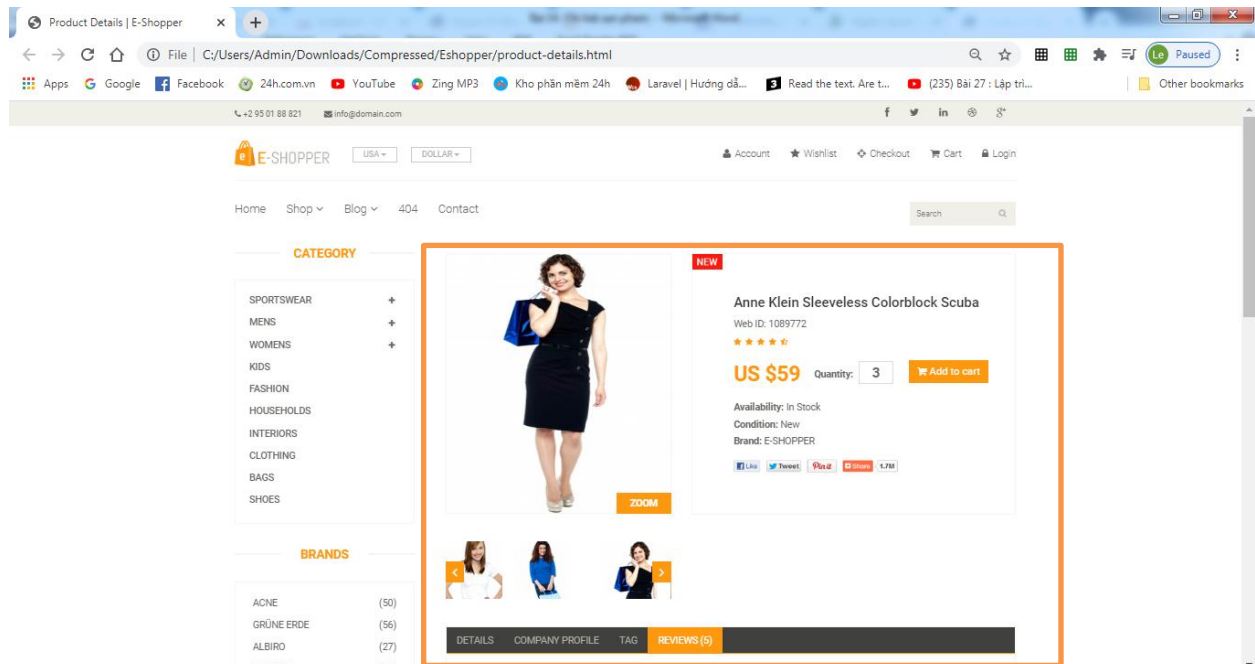 Product Details | E-Shopper
File | C:/Users/Admin/Downloads/Compressed/Eshopper/product-details.html
Le Paused
Apps Google Facebook 24h.com.vn YouTube Zing MP3 Kho phần mềm 24h Laravel | Hướng dẫ... Read the text. Are t... (235) Bài 27 : Lập trì... Other bookmarks
+2 95 01 88 821 info@domain.com
E-SHOPPER USA DOLLAR Account Wishlist Checkout Cart Login
Home Shop Blog 404 Contact Search
CATEGORY
SPORTSWEAR +
MENS +
WOMENS +
KIDS
FASHION
HOUSEHOLDS
INTERIORS
CLOTHING
BAGS
SHOES
BRANDS
ACNE (50)
GRÜNE ERDE (56)
ALBIRO (27)
ZOOM
NEW
Anne Klein Sleeveless Colorblock Scuba
Web ID: 1089772
US $59 Quantity: 3 Add to cart
Availability: In Stock
Condition: New
Brand: E-SHOPPER
Like Tweet Pin it Share 1.7M
DETAILS COMPANY PROFILE TAG REVIEWS (5)